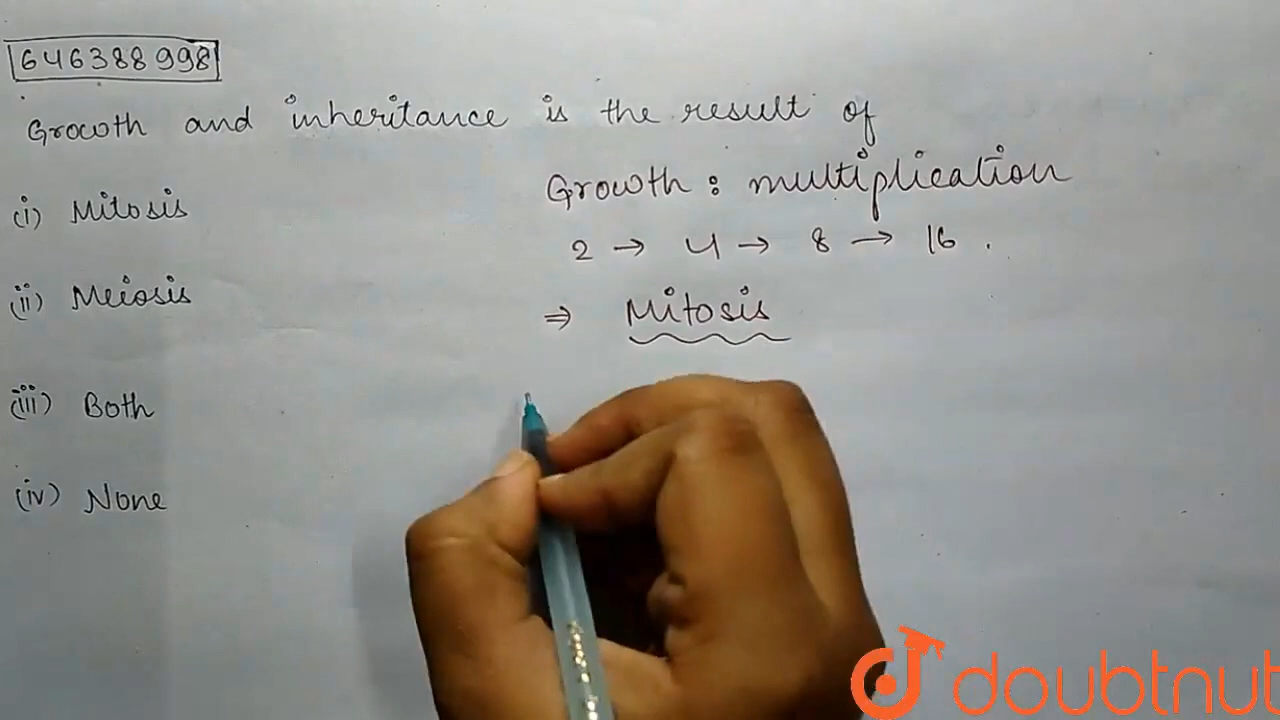 646388998
Growth and inheritance is the result of
Growth : multiplication
(i) Mitosis
2 → 4 → 8 → 16 .
(ii) Meiosis
⇒ Mitosis
(iii) Both
(iv) None
doubtnut